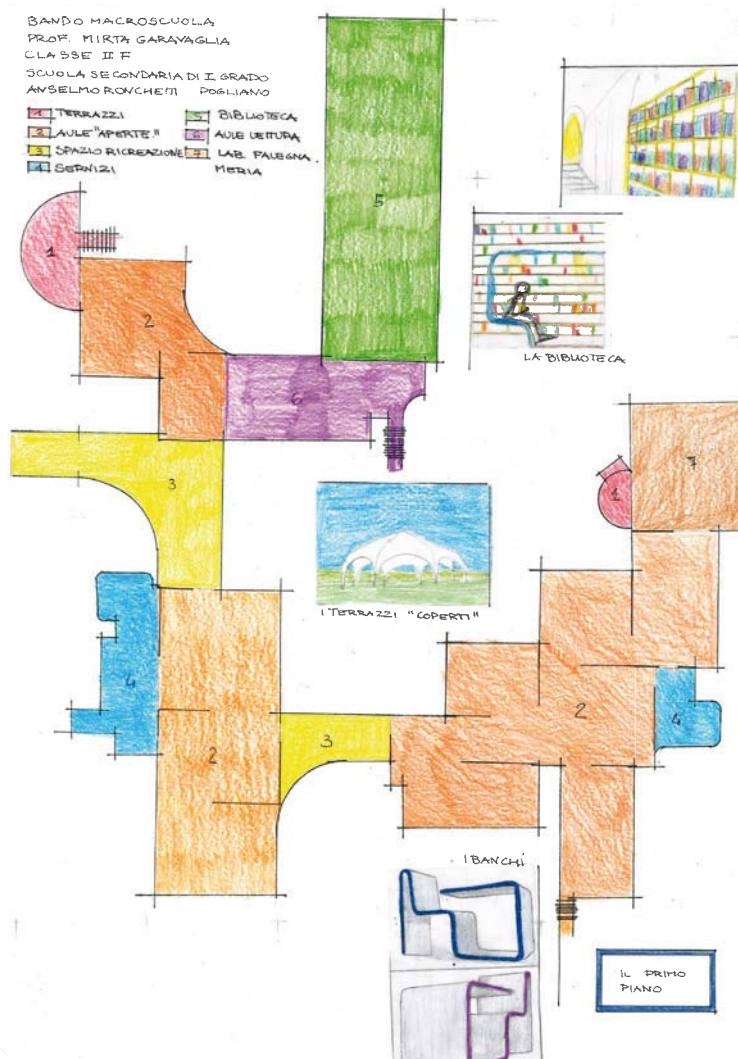 BANDO MACROSCUOLA
PROF. MIRTA GARAVAGLIA
CLASSE II F
SCUOLA SECONDARIA DI I GRADO
ANSELMO RONCHETTI POGLIANO
1 TERRAZZI
2 AULE "APERTE"
3 SPAZIO RICREAZIONE
4 SERVIZI
5 BIBLIOTECA
6 AULE LETTURA
7 LAB. FALEGNA
MERIA
1
2
5
6
3
LA BIBLIOTECA
7
1
I TERRAZZI "COPERTI"
4
2
3
2
4
I BANCHI
IL PRIMO
PIANO